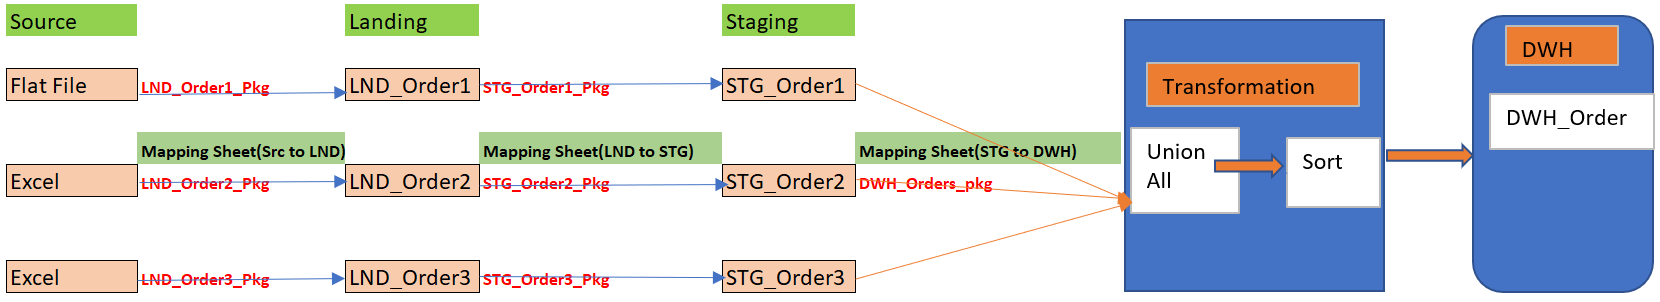 Source
Landing
Staging
DWH
Flat File
LND_Order1_Pkg
LND_Order1
STG_Order1_Pkg
STG_Order1
Transformation
DWH_Order
Mapping Sheet(Src to LND)
Mapping Sheet(LND to STG)
Mapping Sheet(STG to DWH)
Union
All
Sort
Excel
LND_Order2_Pkg
LND_Order2
STG_Order2_Pkg
STG_Order2
DWH_Orders_pkg
Excel
LND_Order3_Pkg
LND_Order3
STG_Order3_Pkg
STG_Order3